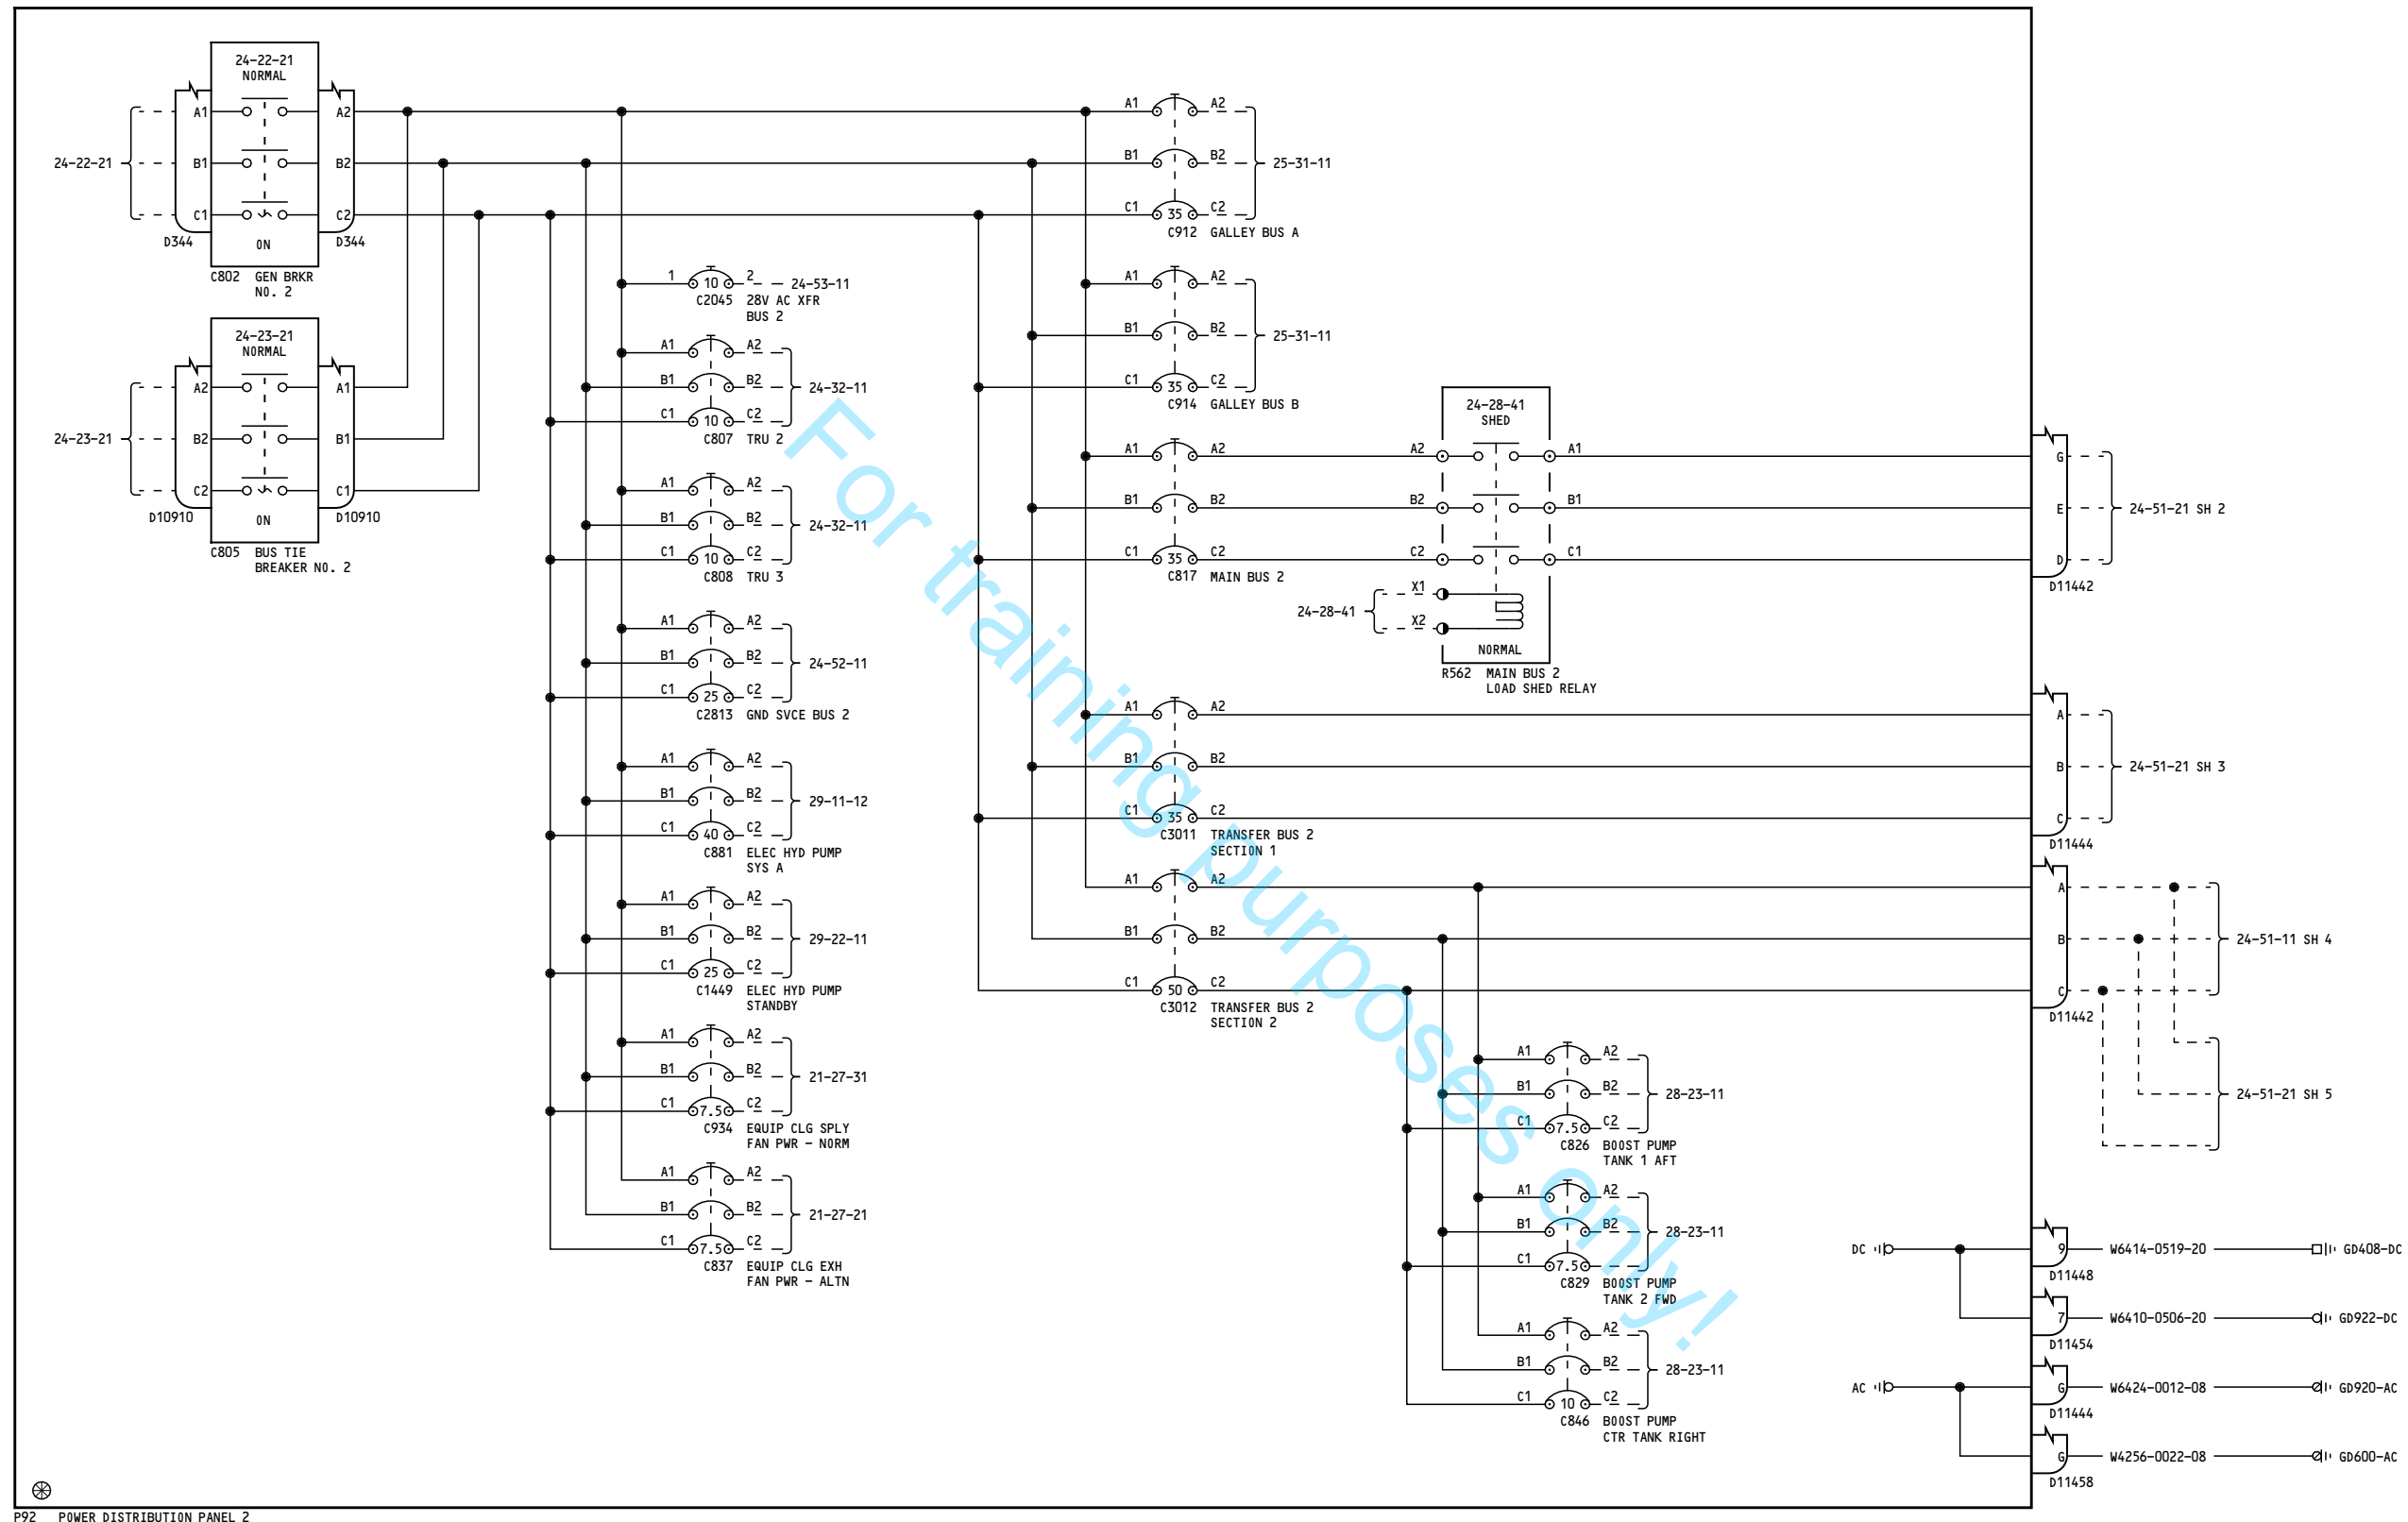 24-22-21
NORMAL
24-22-21
A1
A2
B1
B2
C1
C2
D344
ON
D344
C802 GEN BRKR
NO. 2
24-23-21
NORMAL
24-23-21
A2
A1
B2
B1
C2
C1
D10910
ON
D10910
C805 BUS TIE
BREAKER NO. 2
1 10 2 24-53-11
C2045 28V AC XFR
BUS 2
A1 A2
B1 B2 24-32-11
C1 10 C2
C807 TRU 2
A1 A2
B1 B2 24-32-11
C1 10 C2
C808 TRU 3
A1 A2
B1 B2 24-52-11
C1 25 C2
C2813 GND SVCE BUS 2
A1 A2
B1 B2 29-11-12
C1 40 C2
C881 ELEC HYD PUMP
SYS A
A1 A2
B1 B2 29-22-11
C1 25 C2
C1449 ELEC HYD PUMP
STANDBY
A1 A2
B1 B2 21-27-31
C1 7.5 C2
C934 EQUIP CLG SPLY
FAN PWR - NORM
A1 A2
B1 B2 21-27-21
C1 7.5 C2
C837 EQUIP CLG EXH
FAN PWR - ALTN
A1 A2
B1 B2 25-31-11
C1 35 C2
C912 GALLEY BUS A
A1 A2
B1 B2 25-31-11
C1 35 C2
C914 GALLEY BUS B
A1 A2
B1 B2
C1 35 C2
C817 MAIN BUS 2
24-28-41
SHED
A2 A1
B2 B1
C2 C1
24-28-41
X1
X2
NORMAL
R562 MAIN BUS 2
LOAD SHED RELAY
G
E 24-51-21 SH 2
D
D11442
A1 A2
B1 B2
C1 35 C2
C3011 TRANSFER BUS 2
SECTION 1
A
B 24-51-21 SH 3
C
D11444
A1 A2
B1 B2
C1 50 C2
C3012 TRANSFER BUS 2
SECTION 2
A
B 24-51-11 SH 4
C
D11442
24-51-21 SH 5
A1 A2
B1 B2 28-23-11
C1 7.5 C2
C826 BOOST PUMP
TANK 1 AFT
A1 A2
B1 B2 28-23-11
C1 7.5 C2
C829 BOOST PUMP
TANK 2 FWD
A1 A2
B1 B2 28-23-11
C1 10 C2
C846 BOOST PUMP
CTR TANK RIGHT
DC 9 W6414-0519-20 GD408-DC
D11448
7 W6410-0506-20 GD922-DC
D11454
AC G W6424-0012-08 GD920-AC
D11444
G W4256-0022-08 GD600-AC
D11458
P92 POWER DISTRIBUTION PANEL 2
For training purposes only!